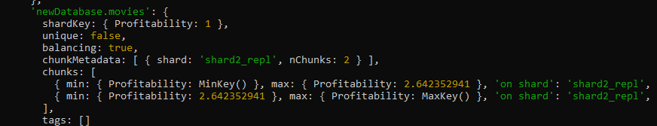 },
'newDatabase.movies': {
shardKey: { Profitability: 1 },
unique: false,
balancing: true,
chunkMetadata: [ { shard: 'shard2_repl', nChunks: 2 } ],
chunks: [
{ min: { Profitability: MinKey() }, max: { Profitability: 2.642352941 }, 'on shard': 'shard2_repl',
{ min: { Profitability: 2.642352941 }, max: { Profitability: MaxKey() }, 'on shard': 'shard2_repl',
],
tags: []